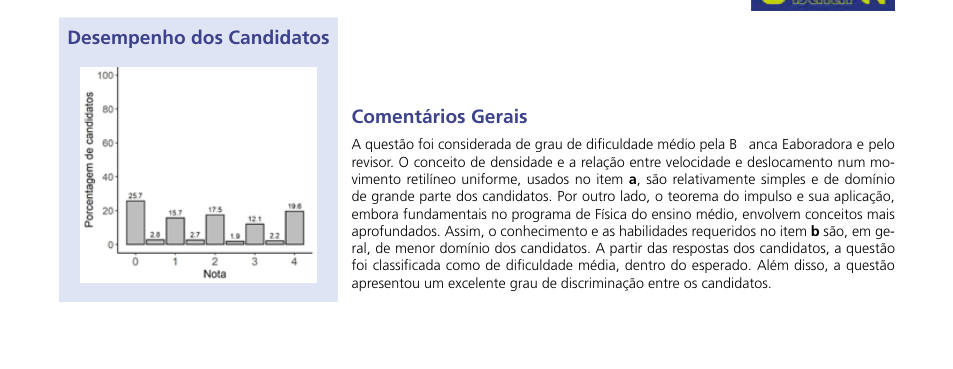 Desempenho dos Candidatos
Porcentagem de candidatos
100
80
60
40
20
0
25.7
2.8
15.7
2.7
17.5
1.9
12.1
2.2
19.6
0 1 2 3 4
Nota
Comentários Gerais
A questão foi considerada de grau de dificuldade médio pela B anca Eaboradora e pelo
revisor. O conceito de densidade e a relação entre velocidade e deslocamento num mo-
vimento retilíneo uniforme, usados no item a, são relativamente simples e de domínio
de grande parte dos candidatos. Por outro lado, o teorema do impulso e sua aplicação,
embora fundamentais no programa de Física do ensino médio, envolvem conceitos mais
aprofundados. Assim, o conhecimento e as habilidades requeridos no item b são, em ge-
ral, de menor domínio dos candidatos. A partir das respostas dos candidatos, a questão
foi classificada como de dificuldade média, dentro do esperado. Além disso, a questão
apresentou um excelente grau de discriminação entre os candidatos.